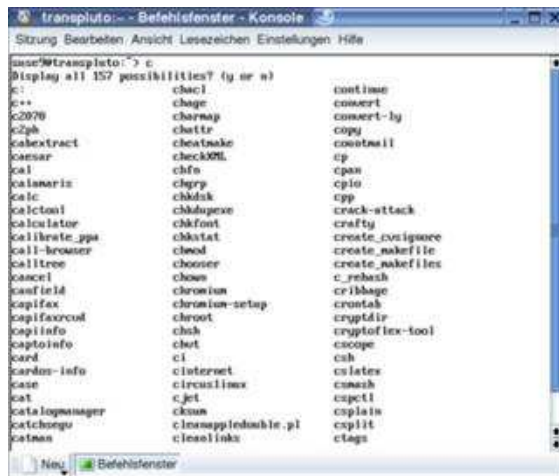 transpluto:~ - Befehlsfenster - Konsole
Sitzung Bearbeiten Ansicht Lesezeichen Einstellungen Hilfe
suse9@transpluto:~> c
Display all 157 possibilities? (y or n)
c: chacl continue
c++ chage convert
c2070 charmap convert-ly
c2ph chattr copy
cabextract cheatmake countmail
caesar checkXML cp
cal chfn cpan
calamaris chgrp cpio
calc chkdsk cpp
calctool chkdupexe crack-attack
calculator chkfont crafty
calibrate_ppa chkstat create_cvsignore
call-browser chmod create_makefile
calltree chooser create_makefiles
cancel chown c_rehash
canfield chromium cribbage
capifax chromium-setup crontab
capifaxrcvd chroot cryptdir
capiinfo chsh cryptoflex-tool
captoinfo chvt cscope
card ci csh
cardos-info cinternet cslatex
case circuslinux csmash
cat cjet cspctl
catalogmanager cksum csplain
catchsegv cleanappledouble.pl csplit
catman cleanlinks ctags
Neu Befehlsfenster